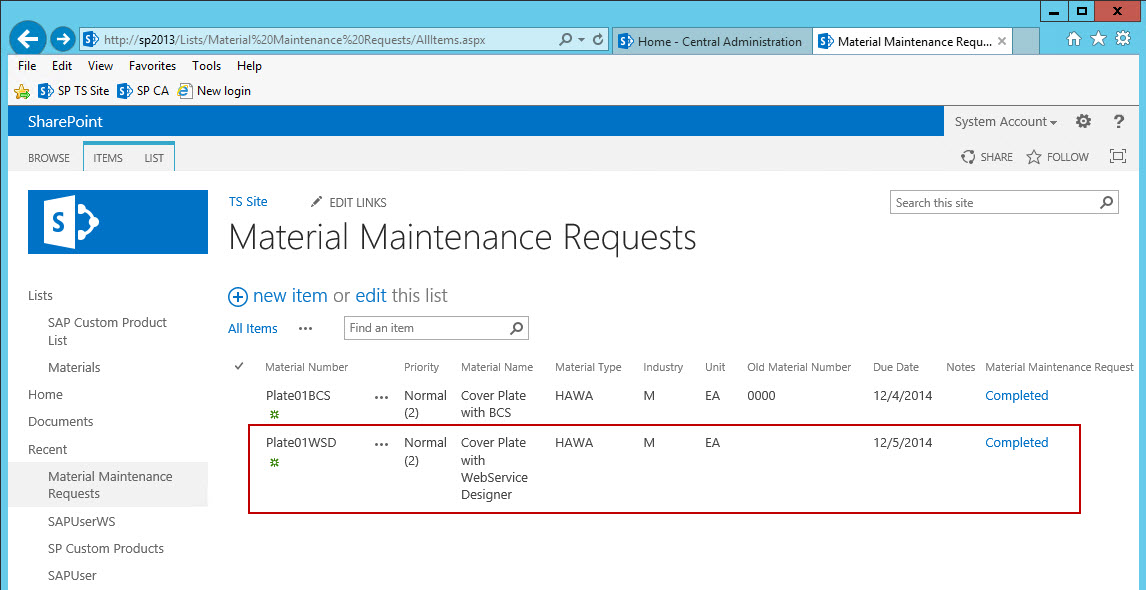 http://sp2013/Lists/Material%20Maintenance%20Requests/AllItems.aspx
Home - Central Administration
Material Maintenance Requ...
File Edit View Favorites Tools Help
SP TS Site SP CA New login
SharePoint
System Account
?
BROWSE ITEMS LIST
SHARE FOLLOW
S
TS Site
EDIT LINKS
Search this site
Material Maintenance Requests
Lists
SAP Custom Product
List
Materials
Home
Documents
Recent
Material Maintenance
Requests
SAPUserWS
SP Custom Products
SAPUser
new item or edit this list
All Items ... Find an item
Material Number Priority Material Name Material Type Industry Unit Old Material Number Due Date Notes Material Maintenance Request
Plate01BCS ... Normal Cover Plate HAWA M EA 0000 12/4/2014 Completed
(2) with BCS
Plate01WSD ... Normal Cover Plate HAWA M EA 12/5/2014 Completed
(2) with
WebService
Designer